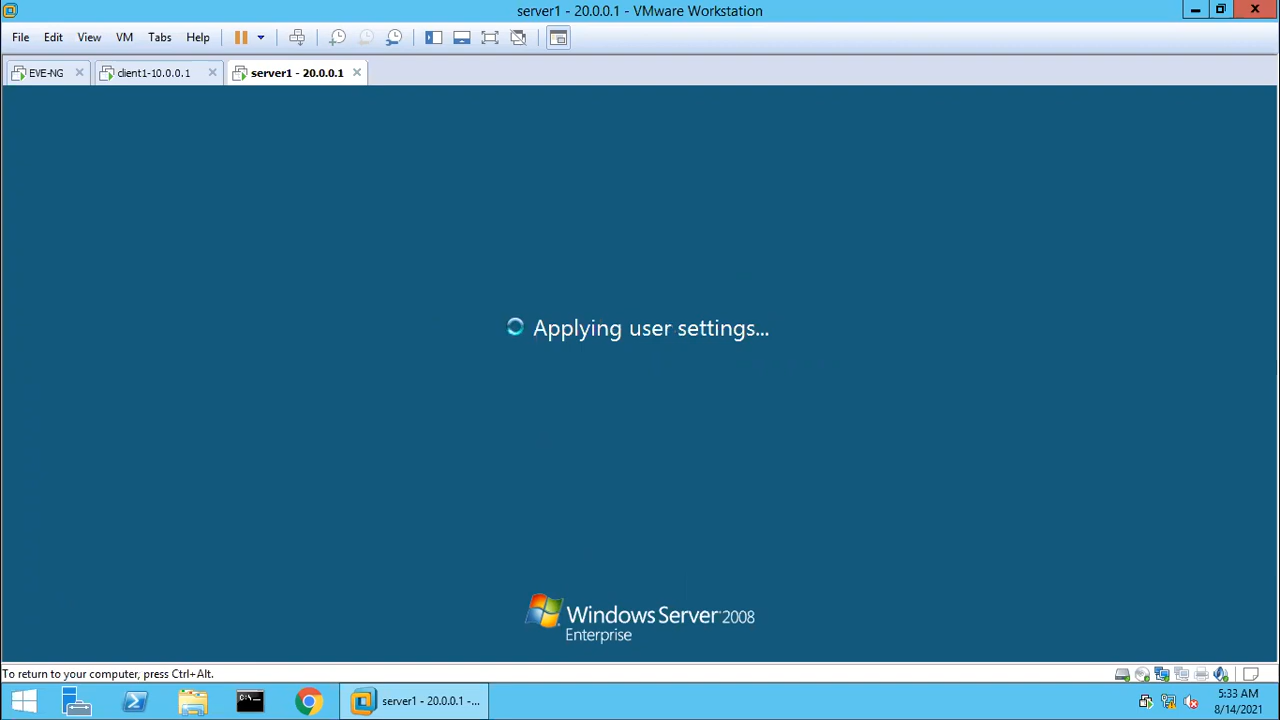 server1 - 20.0.0.1 - VMware Workstation
File Edit View VM Tabs Help
EVE-NG client1-10.0.0.1 server1 - 20.0.0.1
Applying user settings...
Windows Server 2008
Enterprise
To return to your computer, press Ctrl+Alt.
C:\_
server1 - 20.0.0.1 -...
5:33 AM
8/14/2021